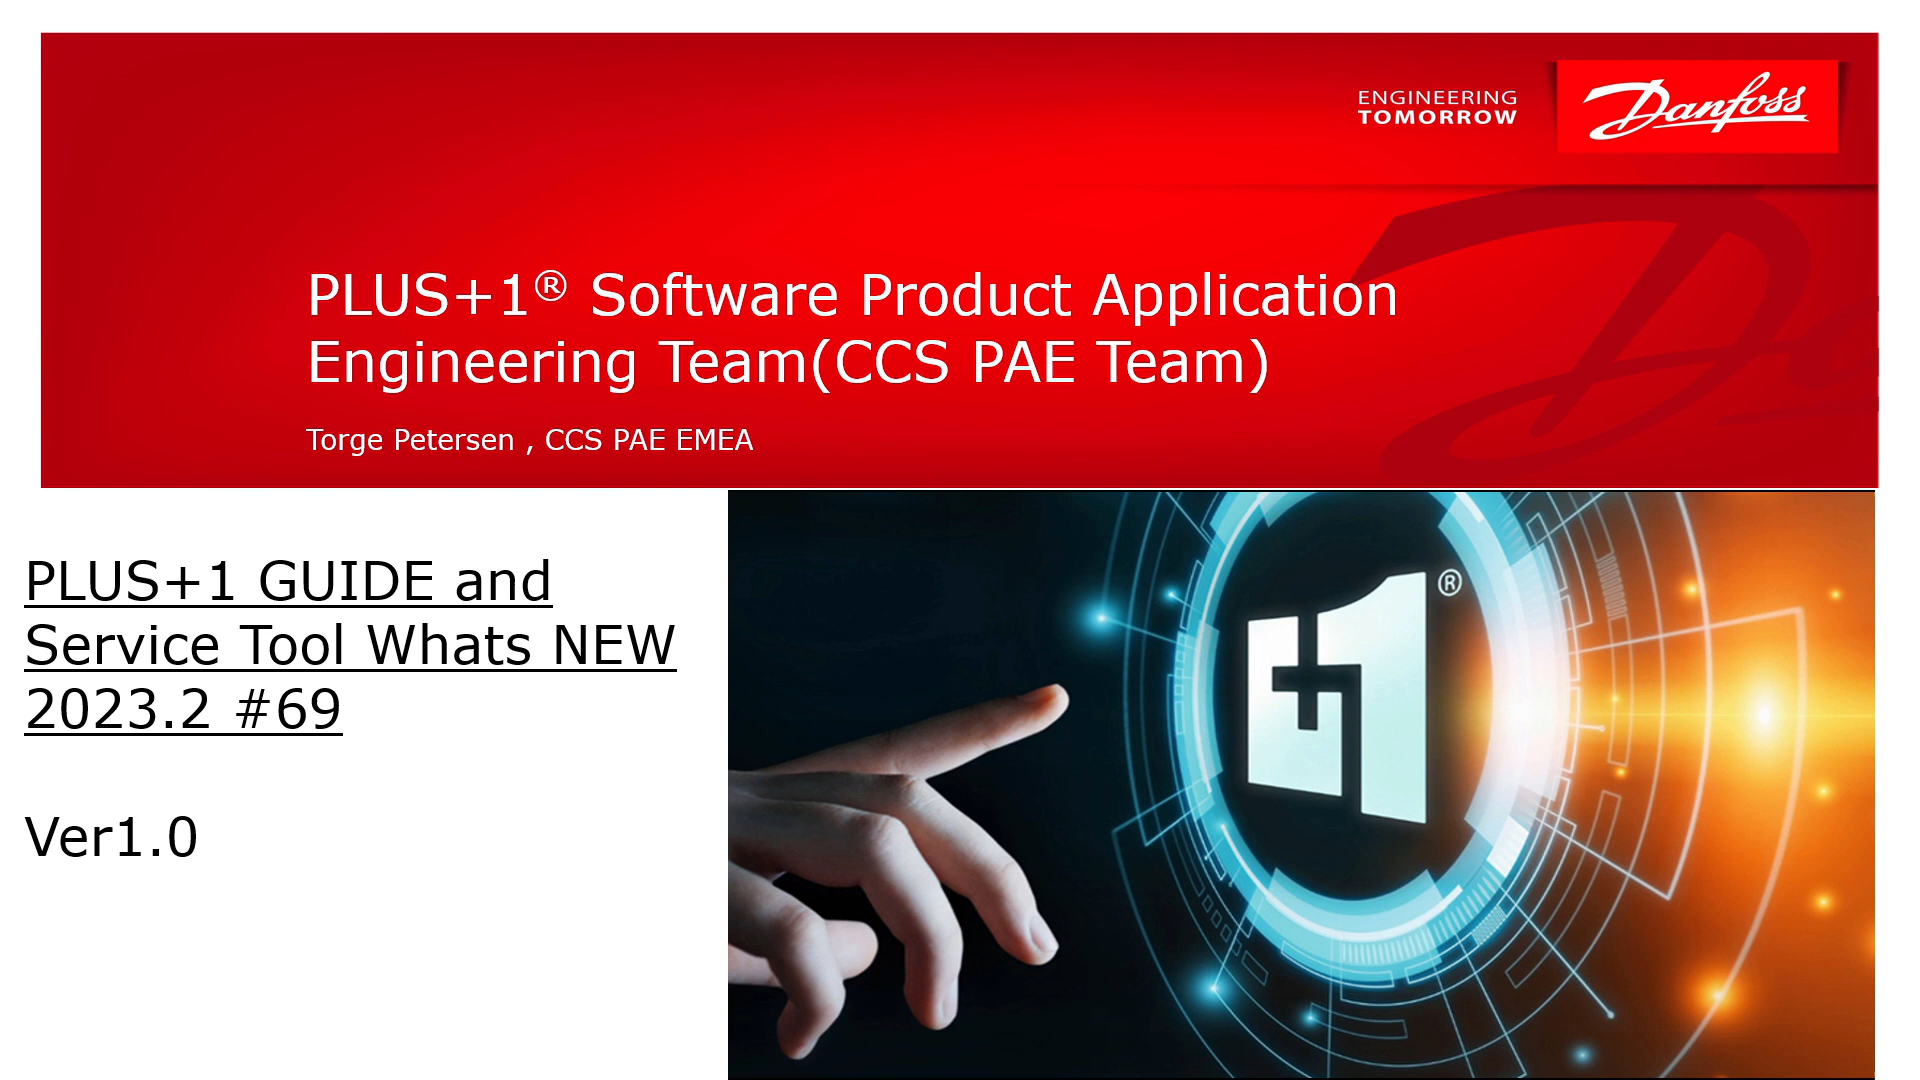 ENGINEERING
TOMORROW
Danfoss
PLUS+1® Software Product Application
Engineering Team(CCS PAE Team)
Torge Petersen , CCS PAE EMEA
PLUS+1 GUIDE and
Service Tool Whats NEW
2023.2 #69
Ver1.0
+1®